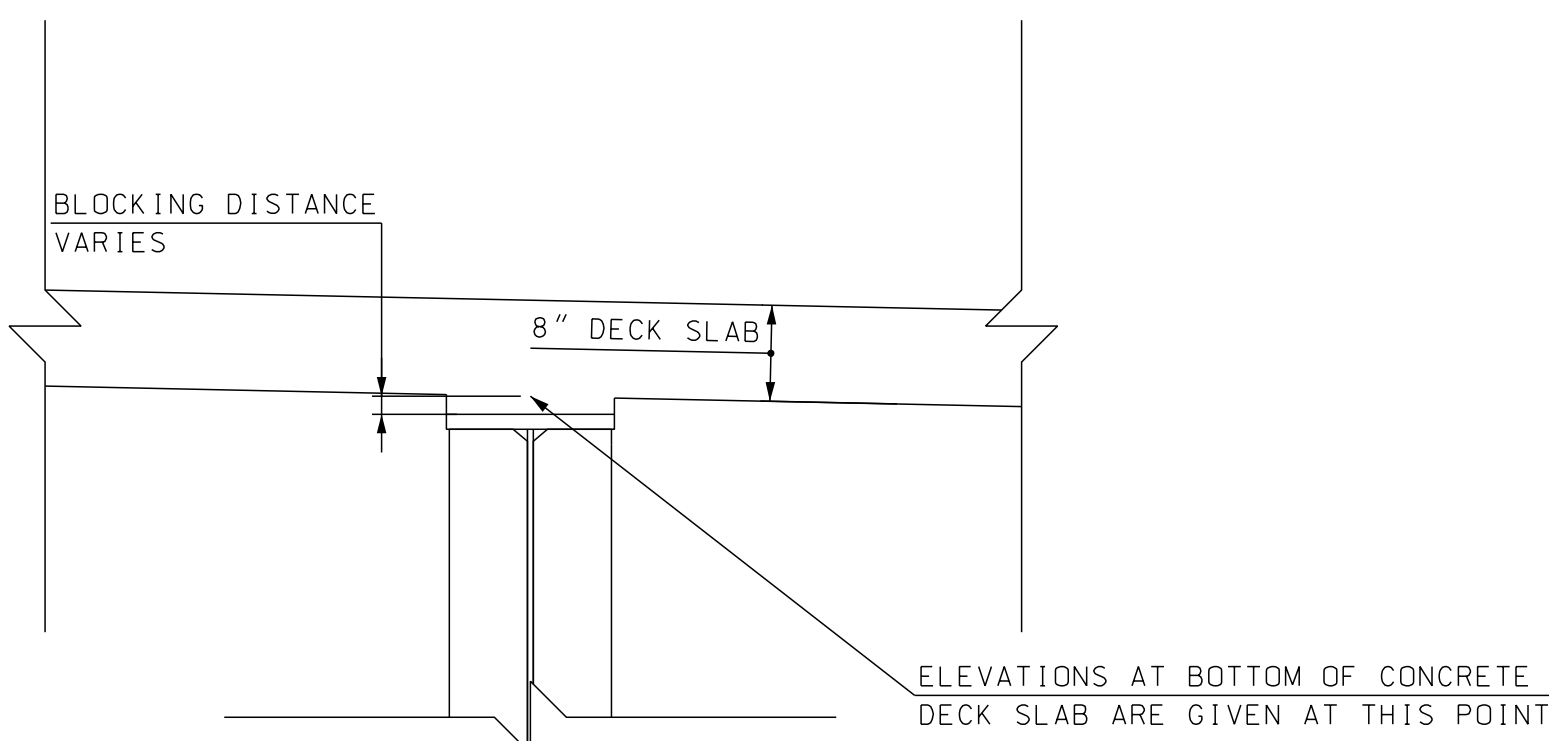 BLOCKING DISTANCE
VARIES
8" DECK SLAB
ELEVATIONS AT BOTTOM OF CONCRETE
DECK SLAB ARE GIVEN AT THIS POINT